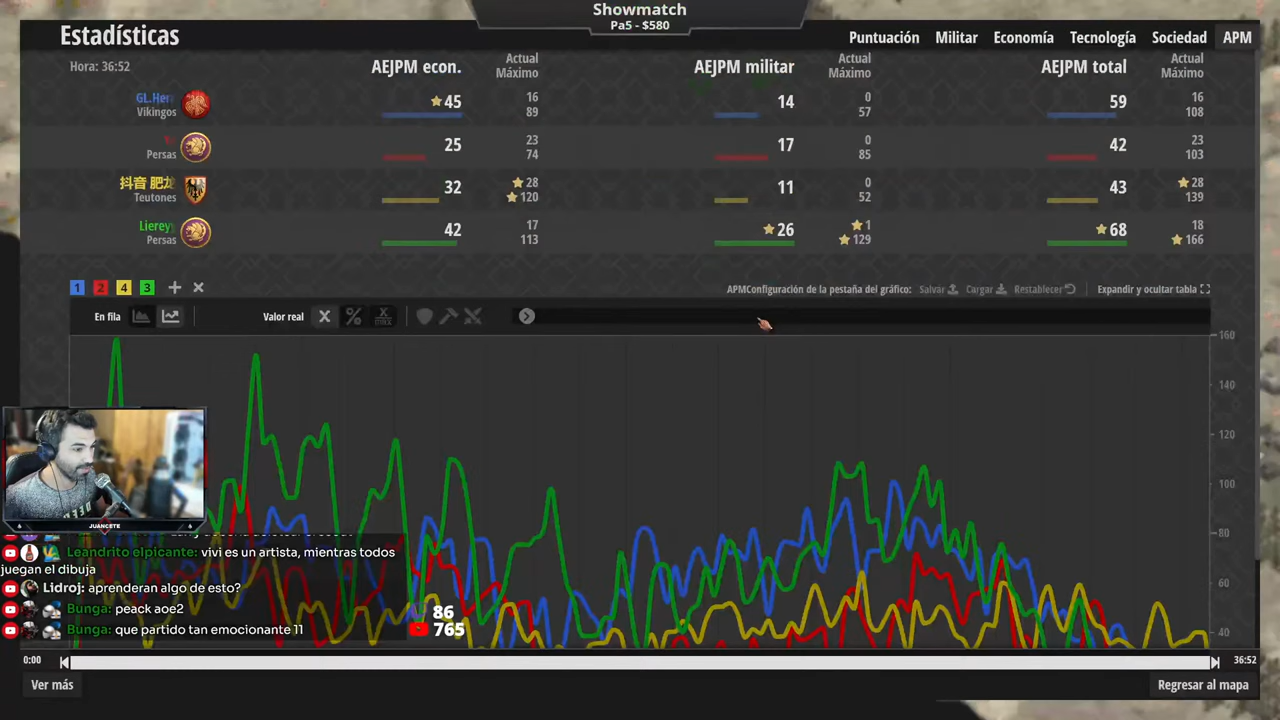 Showmatch
Pa5 - $580
Estadísticas
Puntuación Militar Economía Tecnología Sociedad APM
Hora: 36:52
AEJPM econ. Actual Máximo AEJPM militar Actual Máximo AEJPM total Actual Máximo
GL.Her
Vikingos
45 16 89 14 0 57 59 16 108
Persas
25 23 74 17 0 85 42 23 103
抖音 肥龙
Teutones
32 28 120 11 0 52 43 28 139
Lierey
Persas
42 17 113 26 1 129 68 18 166
1 2 4 3
APMConfiguración de la pestaña del gráfico: Salvar Cargar Restablecer Expandir y ocultar tabla
En fila Valor real X % X MAX
160
140
120
100
80
60
40
JUANCETE
Leandrito elpicante: vivi es un artista, mientras todos
juegan el dibuja
Lidroj: aprenderan algo de esto?
Bunga: peack aoe2
Bunga: que partido tan emocionante 11
86
765
0:00 36:52
Ver más Regresar al mapa